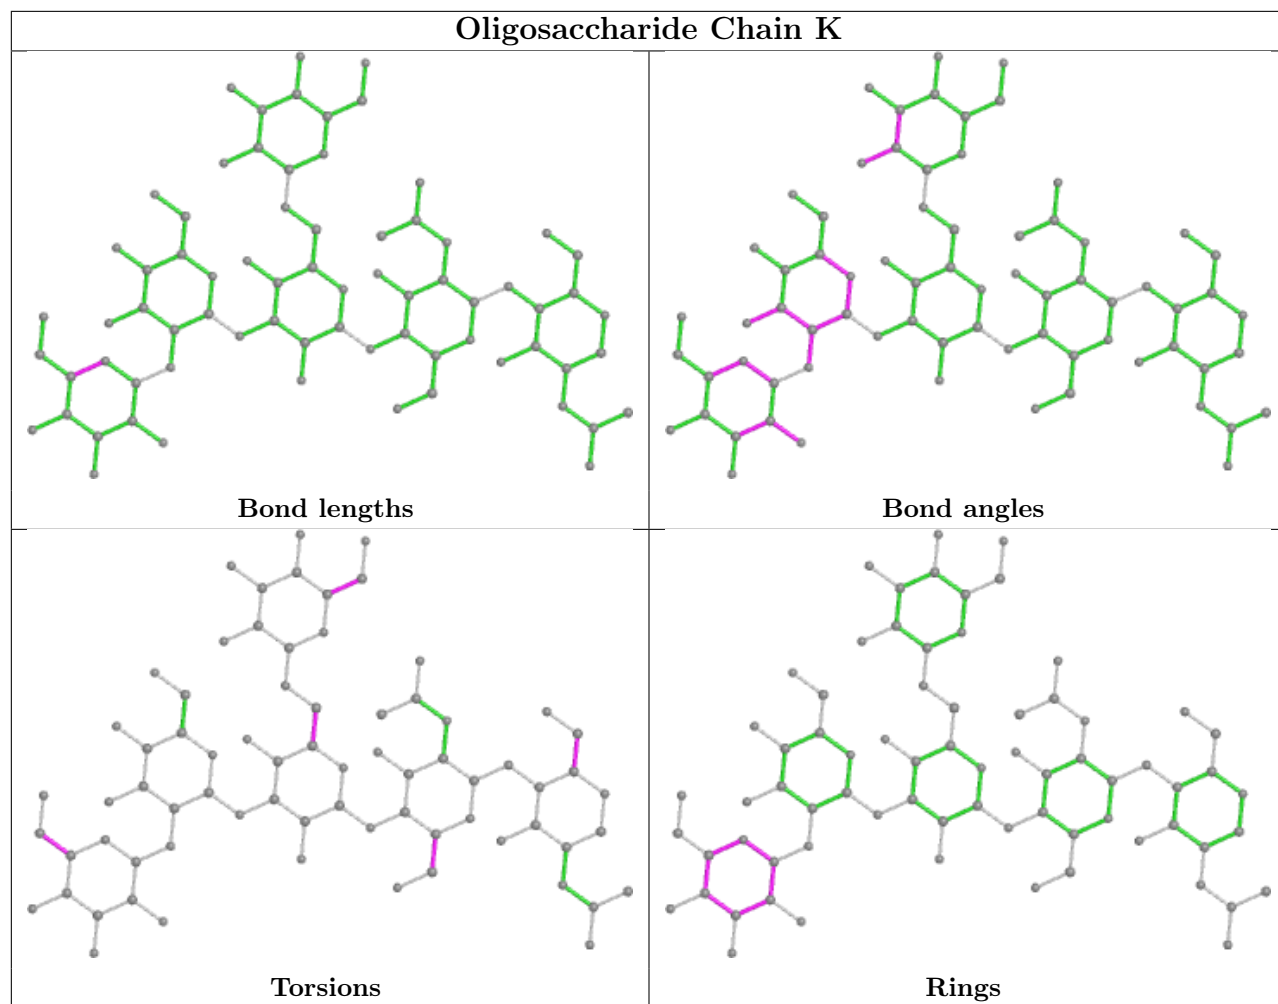 Oligosaccharide Chain K
Bond lengths
Bond angles
Torsions
Rings